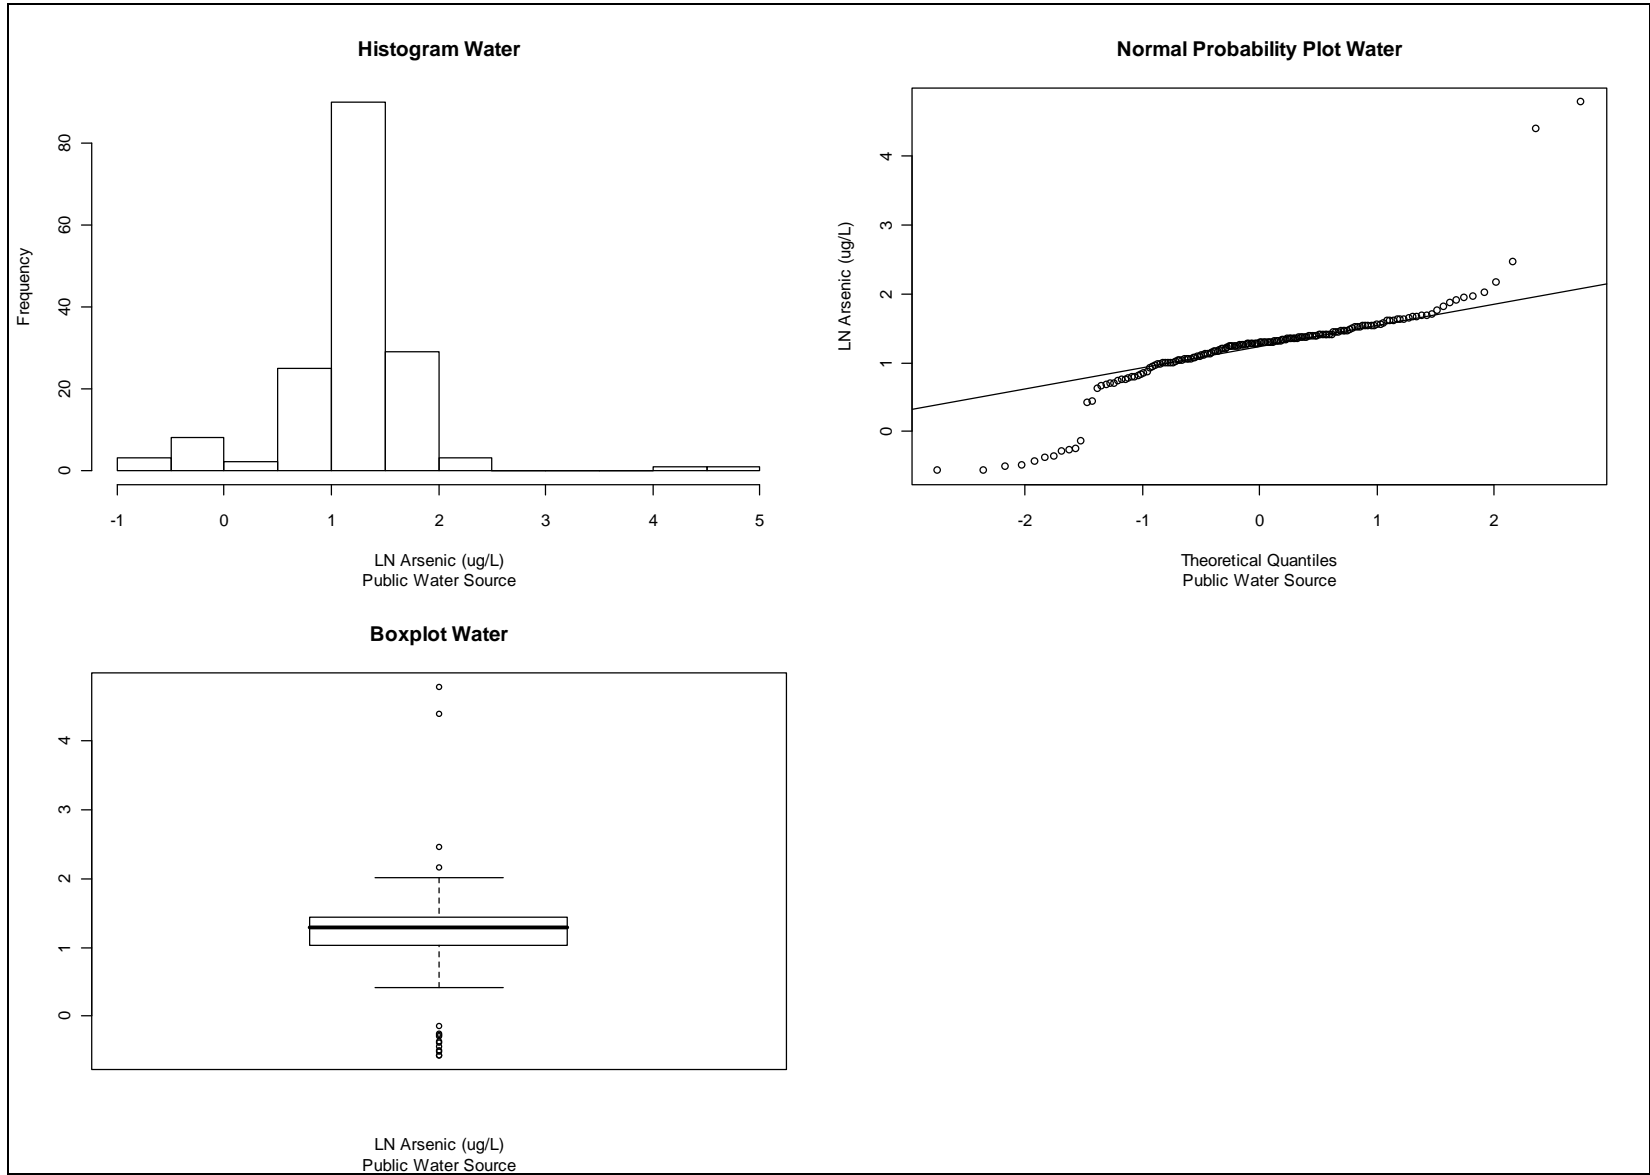 Histogram Water
Frequency
0 20 40 60 80
-1 0 1 2 3 4 5
LN Arsenic (ug/L)
Public Water Source
Normal Probability Plot Water
LN Arsenic (ug/L)
0 1 2 3 4
-2 -1 0 1 2
Theoretical Quantiles
Public Water Source
Boxplot Water
0 1 2 3 4
LN Arsenic (ug/L)
Public Water Source